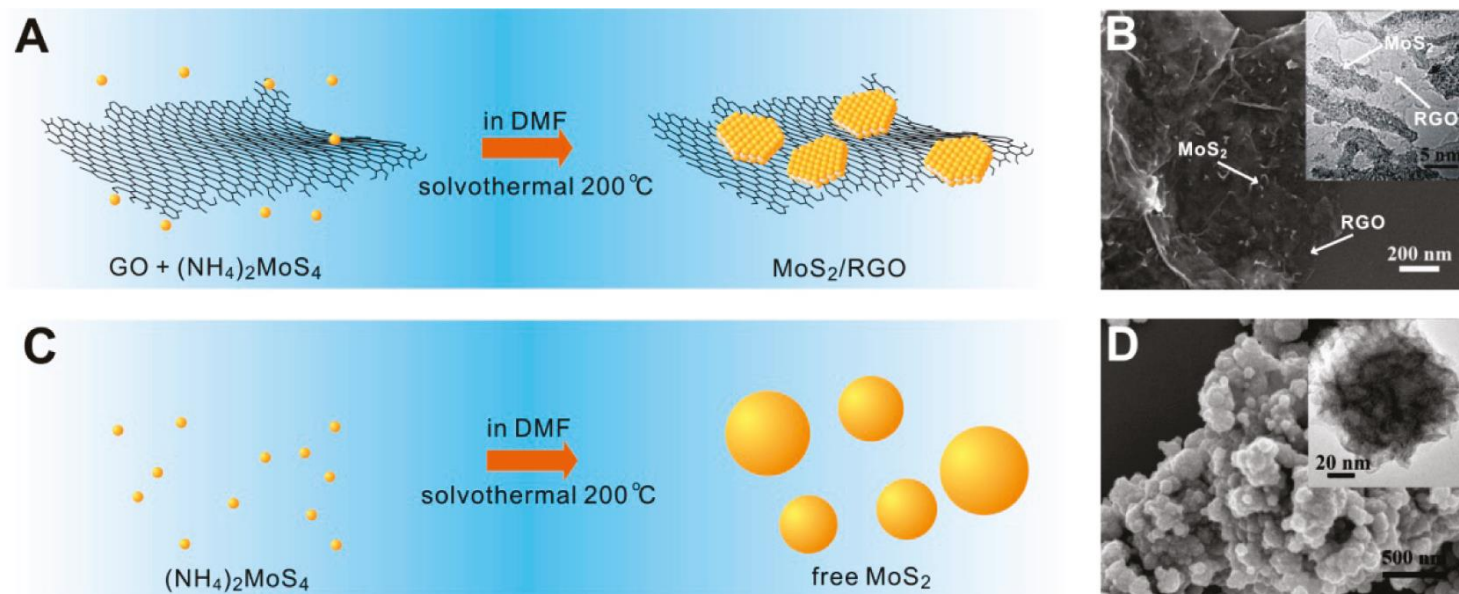 A
in DMF
solvothermal 200 °C
GO + (NH₄)₂MoS₄
MoS₂/RGO
B
MoS₂
RGO
5 nm
MoS₂
RGO
200 nm
C
in DMF
solvothermal 200 °C
(NH₄)₂MoS₄
free MoS₂
D
20 nm
500 nm